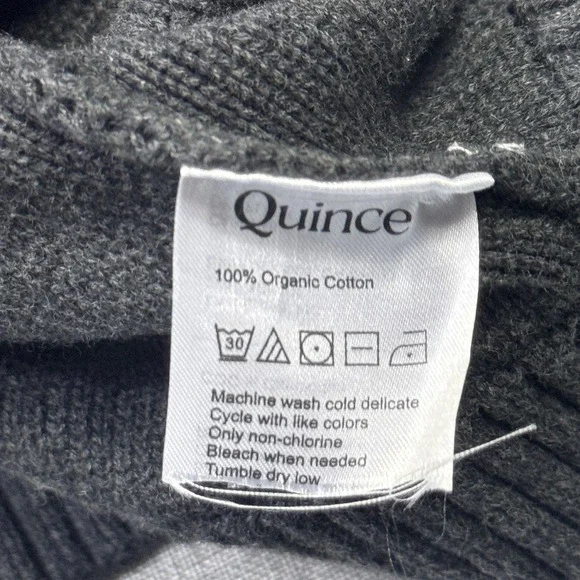 Quince
100% Organic Cotton
30
Machine wash cold delicate
Cycle with like colors
Only non-chlorine
Bleach when needed
Tumble dry low